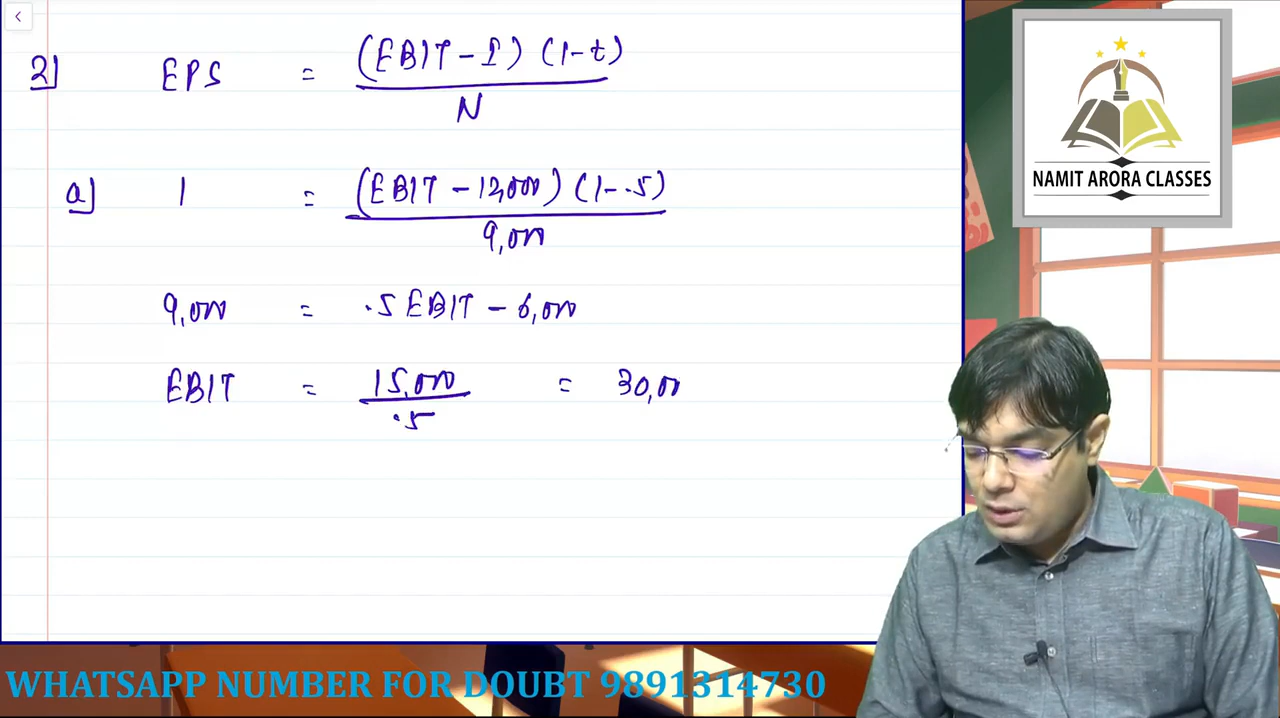 2] EPS = (EBIT - I) (1-t)
N
a] 1 = (EBIT - 12,000) (1-.5)
9,000
9,000 = .5 EBIT - 6,000
EBIT = 15,000 = 30,00
.5
NAMIT ARORA CLASSES
WHATSAPP NUMBER FOR DOUBT 9891314730